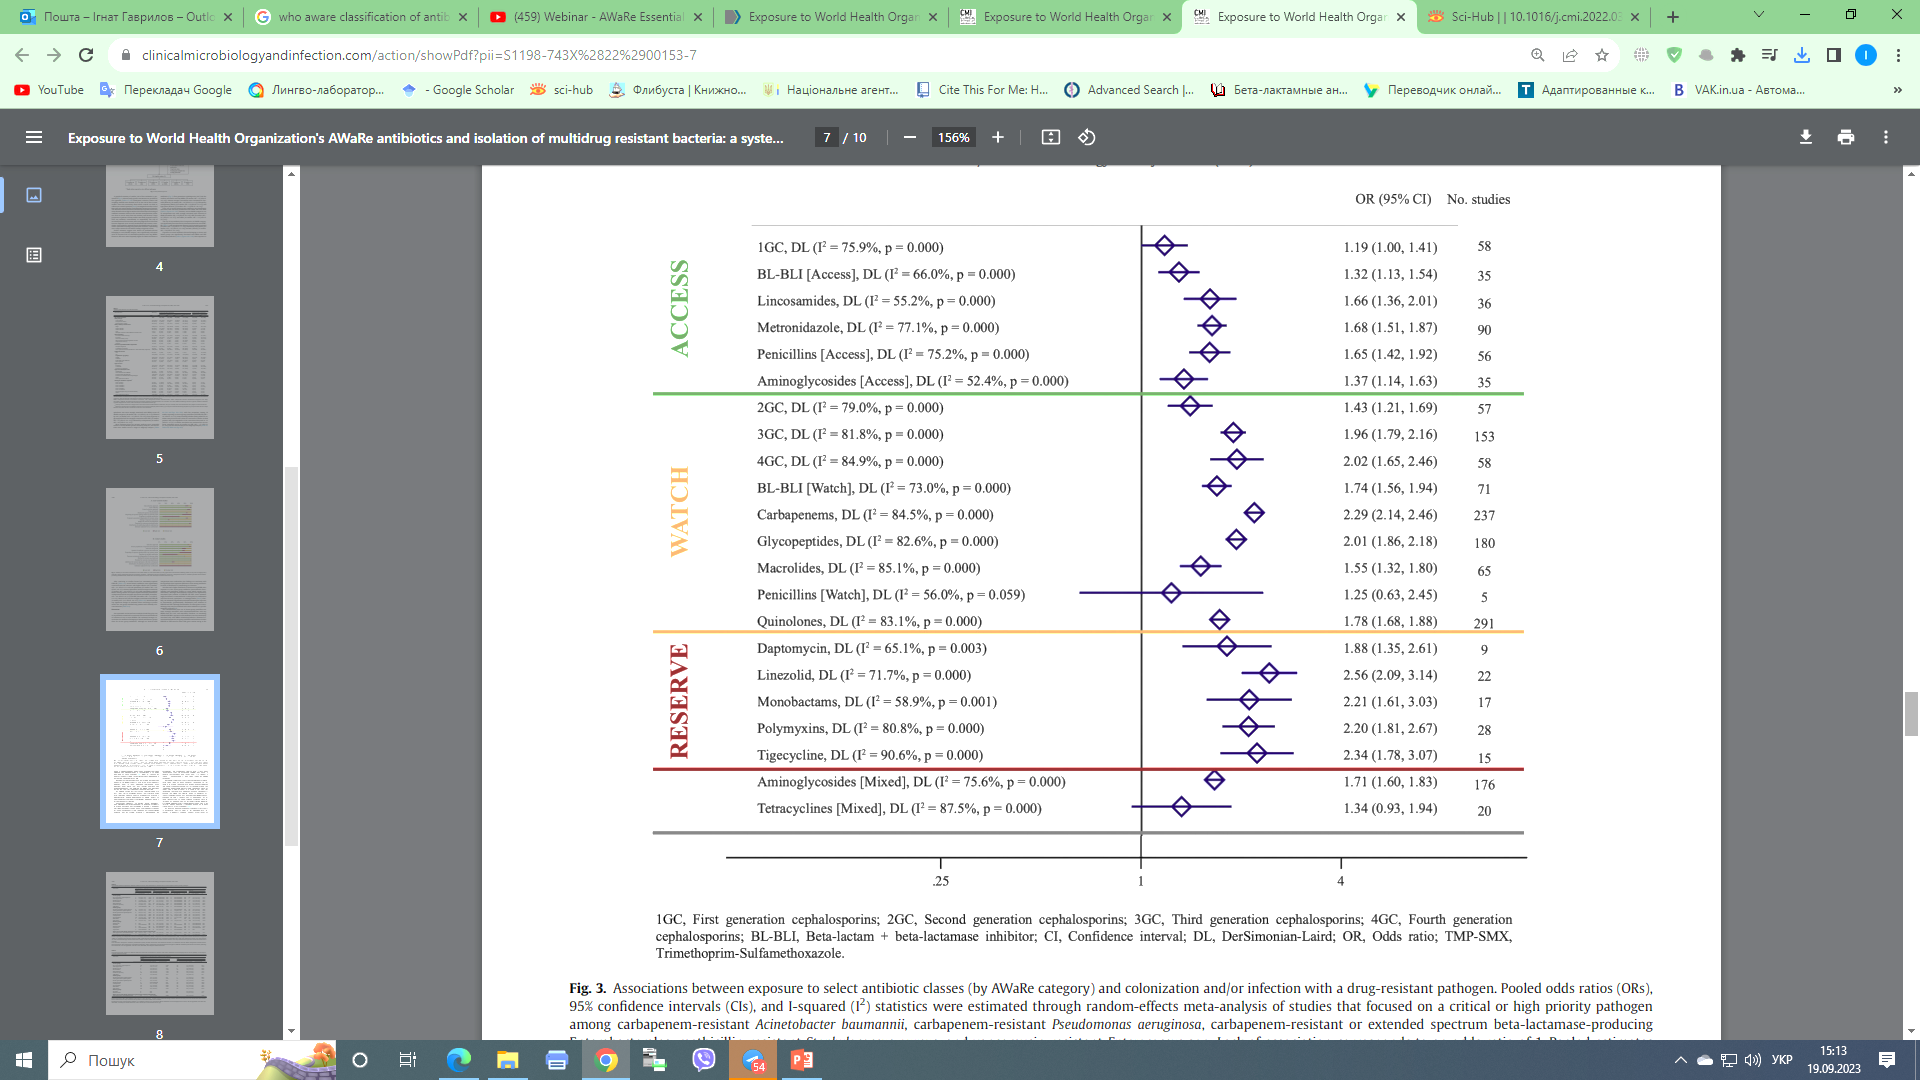 Пошта – Ігнат Гаврилов – Outlo
who aware classification of antib
(459) Webinar - AWaRe Essential
Exposure to World Health Organ
Exposure to World Health Organ
Exposure to World Health Organ
Sci-Hub | | 10.1016/j.cmi.2022.03
clinicalmicrobiologyandinfection.com/action/showPdf?pii=S1198-743X%2822%2900153-7
YouTube
Перекладач Google
Лингво-лаборатор...
- Google Scholar
sci-hub
Флибуста | Книжно...
Національне агент...
Cite This For Me: H...
Advanced Search |...
Бета-лактамные ан...
Переводчик онлай...
Адаптированные к...
VAK.in.ua - Автома...
Exposure to World Health Organization's AWaRe antibiotics and isolation of multidrug resistant bacteria: a syste...
7 / 10
156%
4
5
6
7
8
OR (95% CI) No. studies
ACCESS
1GC, DL (I² = 75.9%, p = 0.000) 1.19 (1.00, 1.41) 58
BL-BLI [Access], DL (I² = 66.0%, p = 0.000) 1.32 (1.13, 1.54) 35
Lincosamides, DL (I² = 55.2%, p = 0.000) 1.66 (1.36, 2.01) 36
Metronidazole, DL (I² = 77.1%, p = 0.000) 1.68 (1.51, 1.87) 90
Penicillins [Access], DL (I² = 75.2%, p = 0.000) 1.65 (1.42, 1.92) 56
Aminoglycosides [Access], DL (I² = 52.4%, p = 0.000) 1.37 (1.14, 1.63) 35
WATCH
2GC, DL (I² = 79.0%, p = 0.000) 1.43 (1.21, 1.69) 57
3GC, DL (I² = 81.8%, p = 0.000) 1.96 (1.79, 2.16) 153
4GC, DL (I² = 84.9%, p = 0.000) 2.02 (1.65, 2.46) 58
BL-BLI [Watch], DL (I² = 73.0%, p = 0.000) 1.74 (1.56, 1.94) 71
Carbapenems, DL (I² = 84.5%, p = 0.000) 2.29 (2.14, 2.46) 237
Glycopeptides, DL (I² = 82.6%, p = 0.000) 2.01 (1.86, 2.18) 180
Macrolides, DL (I² = 85.1%, p = 0.000) 1.55 (1.32, 1.80) 65
Penicillins [Watch], DL (I² = 56.0%, p = 0.059) 1.25 (0.63, 2.45) 5
Quinolones, DL (I² = 83.1%, p = 0.000) 1.78 (1.68, 1.88) 291
RESERVE
Daptomycin, DL (I² = 65.1%, p = 0.003) 1.88 (1.35, 2.61) 9
Linezolid, DL (I² = 71.7%, p = 0.000) 2.56 (2.09, 3.14) 22
Monobactams, DL (I² = 58.9%, p = 0.001) 2.21 (1.61, 3.03) 17
Polymyxins, DL (I² = 80.8%, p = 0.000) 2.20 (1.81, 2.67) 28
Tigecycline, DL (I² = 90.6%, p = 0.000) 2.34 (1.78, 3.07) 15
Aminoglycosides [Mixed], DL (I² = 75.6%, p = 0.000) 1.71 (1.60, 1.83) 176
Tetracyclines [Mixed], DL (I² = 87.5%, p = 0.000) 1.34 (0.93, 1.94) 20
.25 1 4
1GC, First generation cephalosporins; 2GC, Second generation cephalosporins; 3GC, Third generation cephalosporins; 4GC, Fourth generation
cephalosporins; BL-BLI, Beta-lactam + beta-lactamase inhibitor; CI, Confidence interval; DL, DerSimonian-Laird; OR, Odds ratio; TMP-SMX,
Trimethoprim-Sulfamethoxazole.
Fig. 3. Associations between exposure to select antibiotic classes (by AWaRe category) and colonization and/or infection with a drug-resistant pathogen. Pooled odds ratios (ORs),
95% confidence intervals (CIs), and I-squared (I²) statistics were estimated through random-effects meta-analysis of studies that focused on a critical or high priority pathogen
among carbapenem-resistant Acinetobacter baumannii, carbapenem-resistant Pseudomonas aeruginosa, carbapenem-resistant or extended spectrum beta-lactamase-producing
Пошук
54
УКР
15:13
19.09.2023